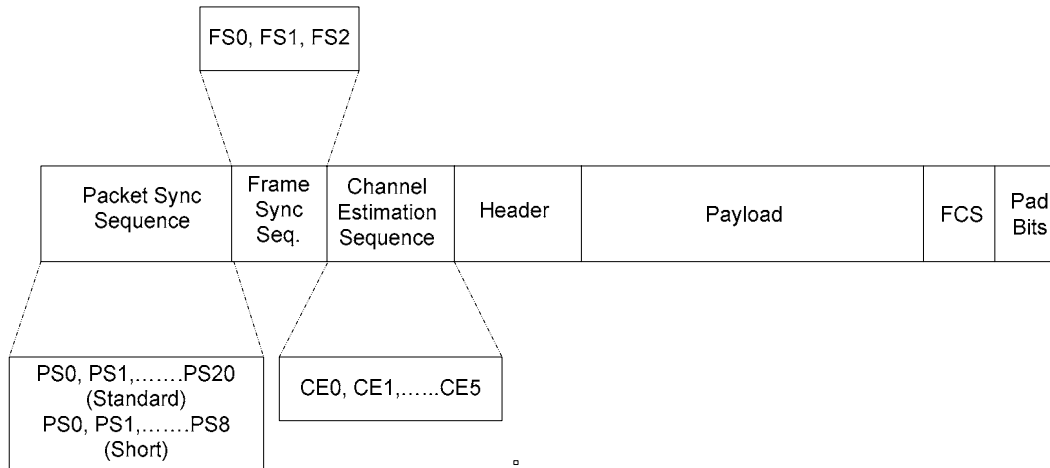 FS0, FS1, FS2
Packet Sync
Sequence
Frame
Sync
Seq.
Channel
Estimation
Sequence
Header
Payload
FCS
Pad
Bits
PS0, PS1,.......PS20
(Standard)
PS0, PS1,.......PS8
(Short)
CE0, CE1,......CE5